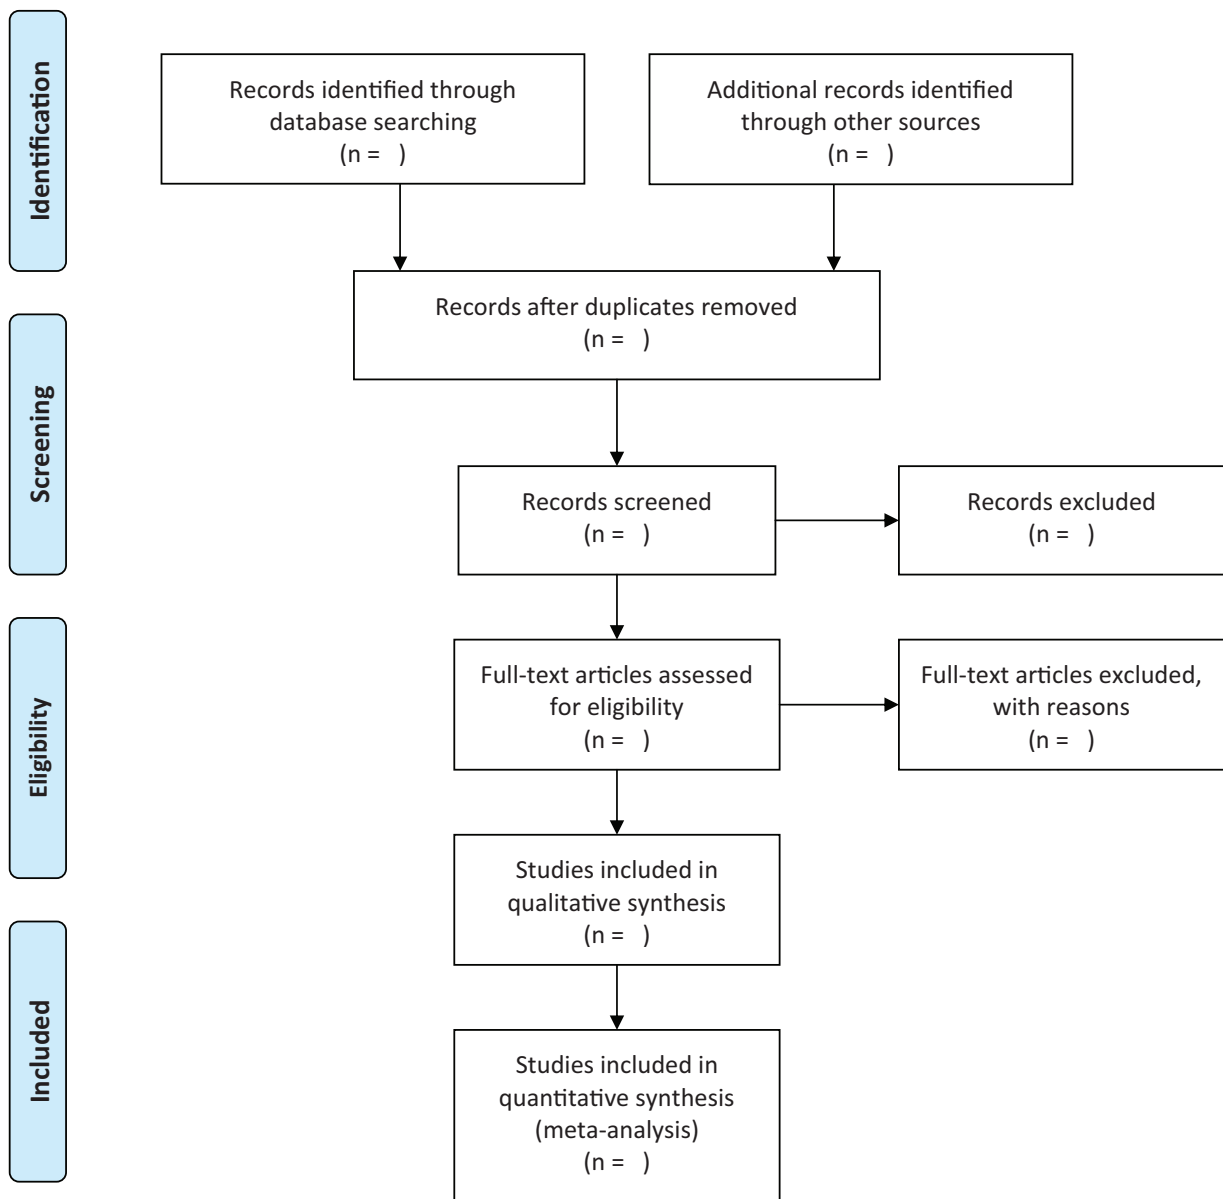 Identification
Records identified through
database searching
(n =   )
Additional records identified
through other sources
(n =   )
Records after duplicates removed
(n =   )
Screening
Records screened
(n =   )
Records excluded
(n =   )
Eligibility
Full-text articles assessed
for eligibility
(n =   )
Full-text articles excluded,
with reasons
(n =   )
Studies included in
qualitative synthesis
(n =   )
Included
Studies included in
quantitative synthesis
(meta-analysis)
(n =   )